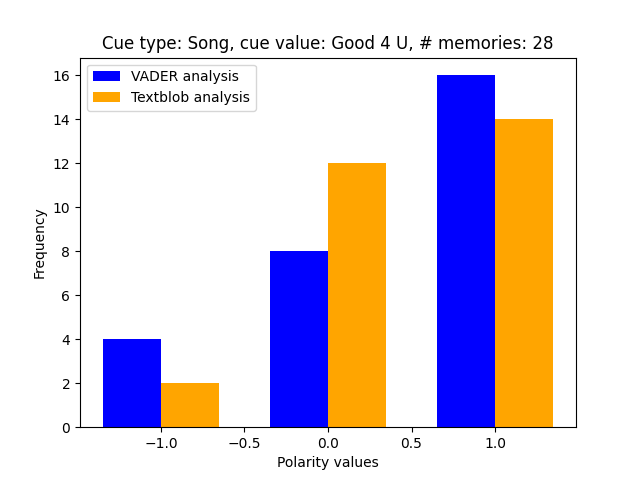 Cue type: Song, cue value: Good 4 U, # memories: 28
VADER analysis
Textblob analysis
16
14
12
10
8
6
4
2
0
Frequency
−1.0
−0.5
0.0
0.5
1.0
Polarity values